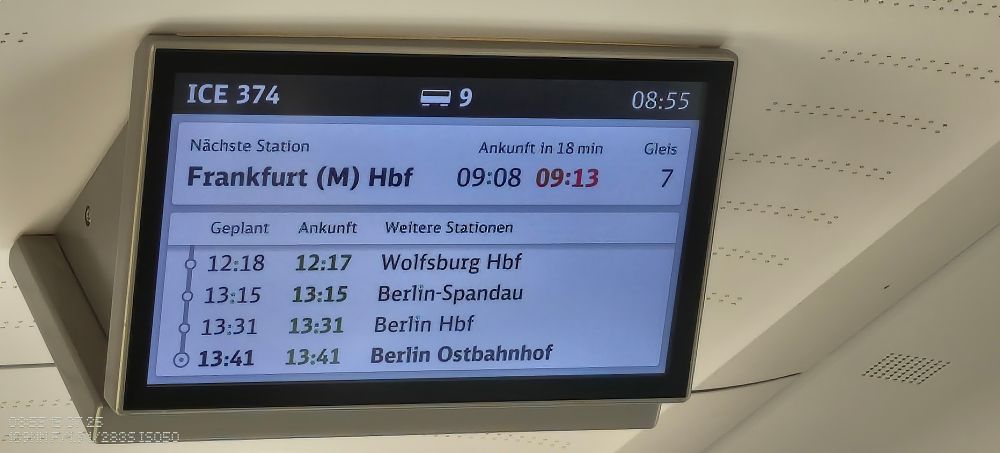 ICE 374 9 08:55
Nächste Station Ankunft in 18 min Gleis
Frankfurt (M) Hbf 09:08 09:13 7
Geplant Ankunft Weitere Stationen
12:18 12:17 Wolfsburg Hbf
13:15 13:15 Berlin-Spandau
13:31 13:31 Berlin Hbf
13:41 13:41 Berlin Ostbahnhof